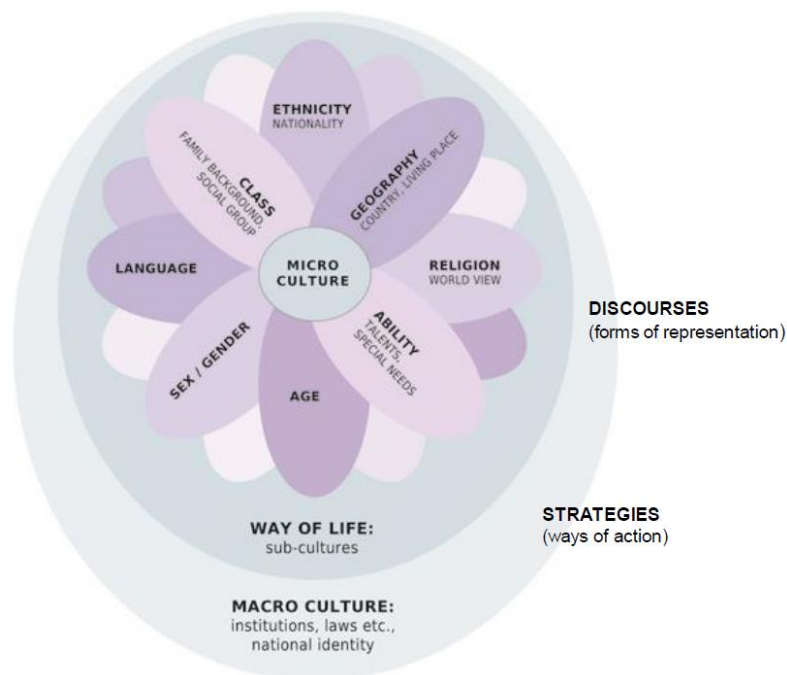 ETHNICITY
NATIONALITY
CLASS
FAMILY BACKGROUND,
SOCIAL GROUP
GEOGRAPHY
COUNTRY, LIVING PLACE
LANGUAGE
MICRO
CULTURE
RELIGION
WORLD VIEW
SEX / GENDER
AGE
ABILITY
TALENTS,
SPECIAL NEEDS
DISCOURSES
(forms of representation)
WAY OF LIFE:
sub-cultures
STRATEGIES
(ways of action)
MACRO CULTURE:
institutions, laws etc.,
national identity